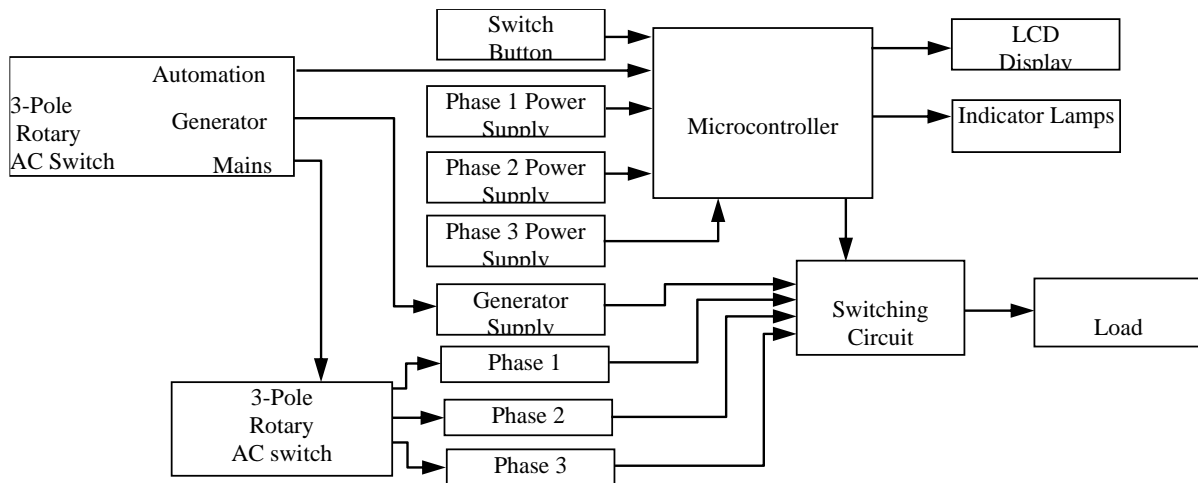 Switch
Button
LCD
Display
Automation
3-Pole
Rotary
AC Switch
Generator
Mains
Phase 1 Power
Supply
Microcontroller
Indicator Lamps
Phase 2 Power
Supply
Phase 3 Power
Supply
Generator
Supply
Switching
Circuit
Load
Phase 1
3-Pole
Rotary
AC switch
Phase 2
Phase 3